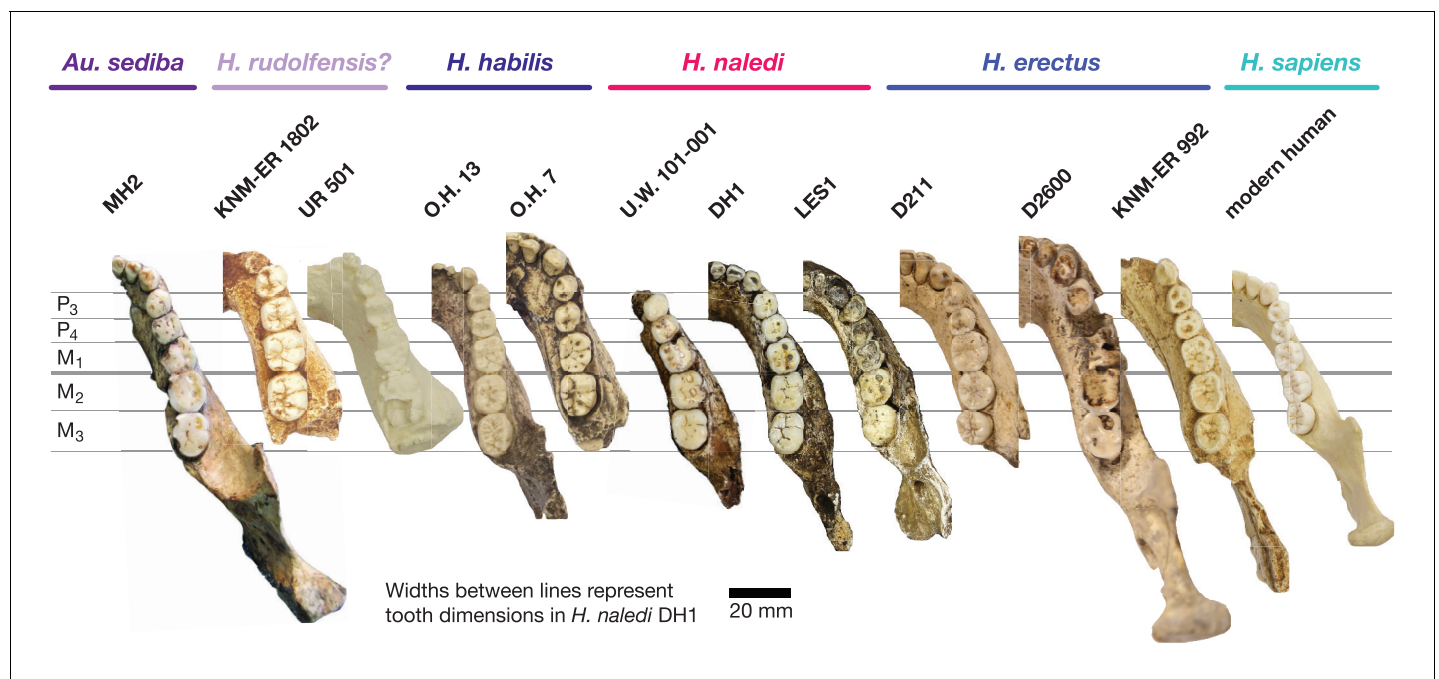 Au. sediba
H. rudolfensis?
H. habilis
H. naledi
H. erectus
H. sapiens
MH2
KNM-ER 1802
UR 501
O.H. 13
O.H. 7
U.W. 101-001
DH1
LES1
D211
D2600
KNM-ER 992
modern human
P3
P4
M1
M2
M3
Widths between lines represent
tooth dimensions in H. naledi DH1
20 mm